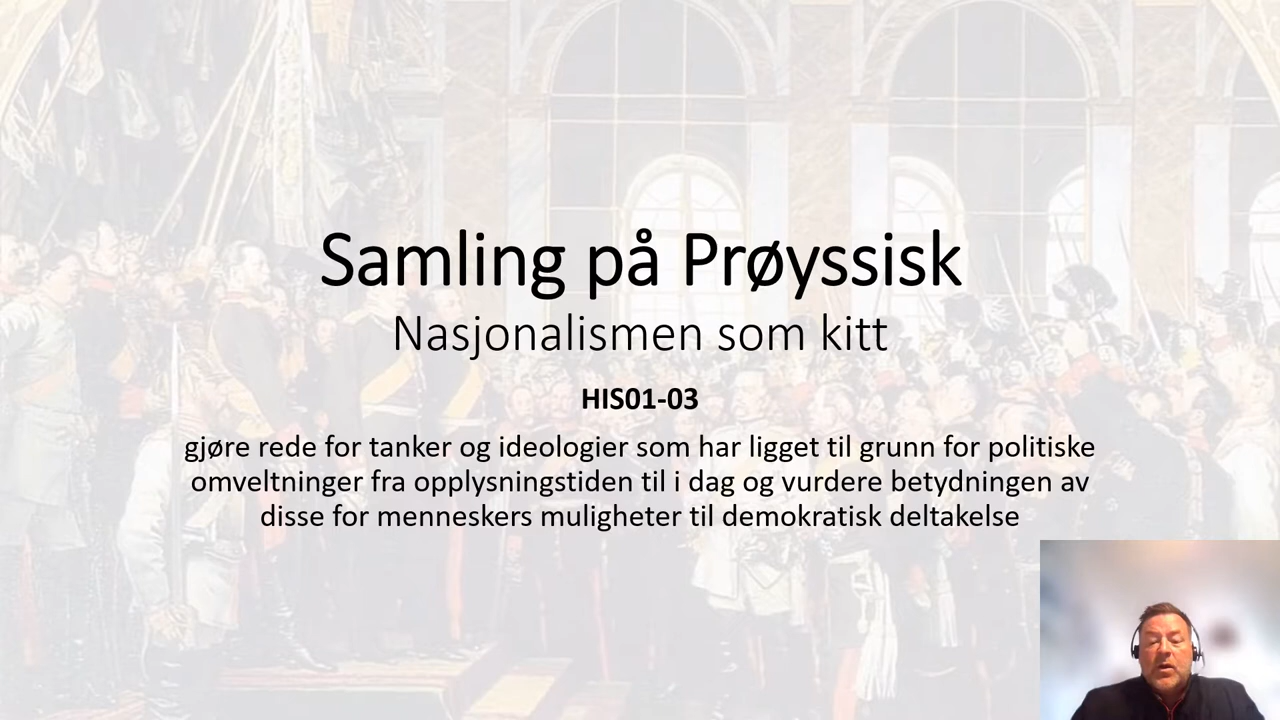 Samling på Prøyssisk
Nasjonalismen som kitt
HIS01-03
gjøre rede for tanker og ideologier som har ligget til grunn for politiske
omveltninger fra opplysningstiden til i dag og vurdere betydningen av
disse for menneskers muligheter til demokratisk deltakelse